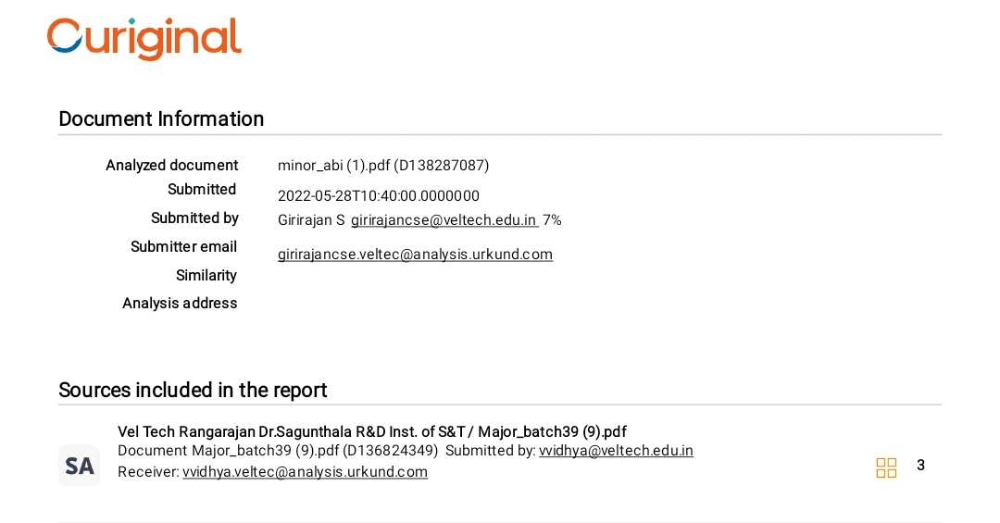 Ouriginal
Document Information
Analyzed document minor_abi (1).pdf (D138287087)
Submitted 2022-05-28T10:40:00.0000000
Submitted by Girirajan S girirajancse@veltech.edu.in 7%
Submitter email girirajancse.veltec@analysis.urkund.com
Similarity
Analysis address
Sources included in the report
Vel Tech Rangarajan Dr.Sagunthala R&D Inst. of S&T / Major_batch39 (9).pdf
SA Document Major_batch39 (9).pdf (D136824349) Submitted by: vvidhya@veltech.edu.in
Receiver: vvidhya.veltec@analysis.urkund.com 3